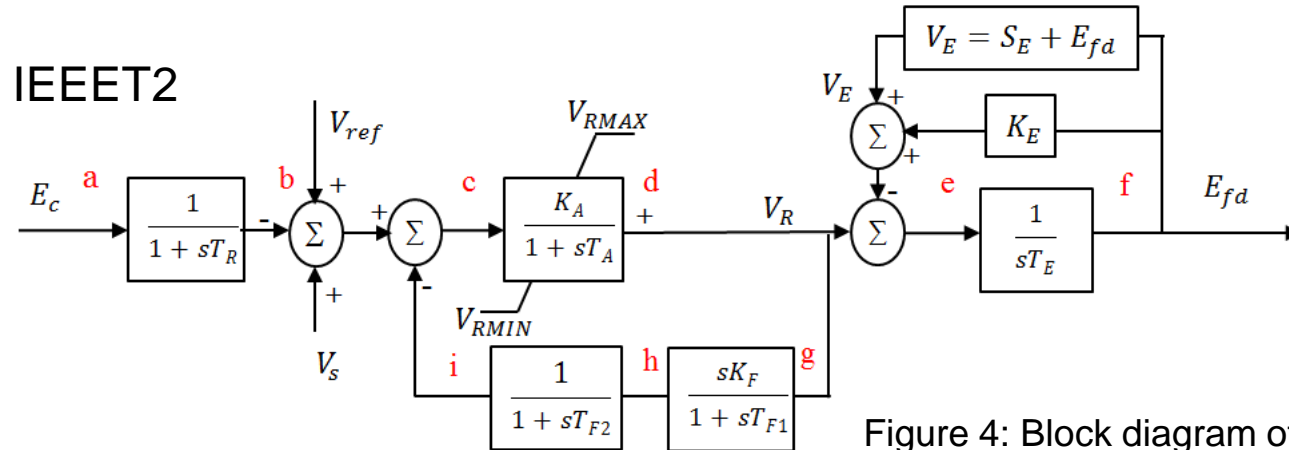 IEEET2
V_E = S_E + E_fd
V_E
+
Σ
+
K_E
V_ref
V_RMAX
E_c
a
1
1 + sT_R
b
-
+
Σ
+
V_s
+
Σ
-
c
K_A
1 + sT_A
V_RMIN
d
+
V_R
-
Σ
e
1
sT_E
f
E_fd
i
1
1 + sT_F2
h
sK_F
1 + sT_F1
g
Figure 4: Block diagram of